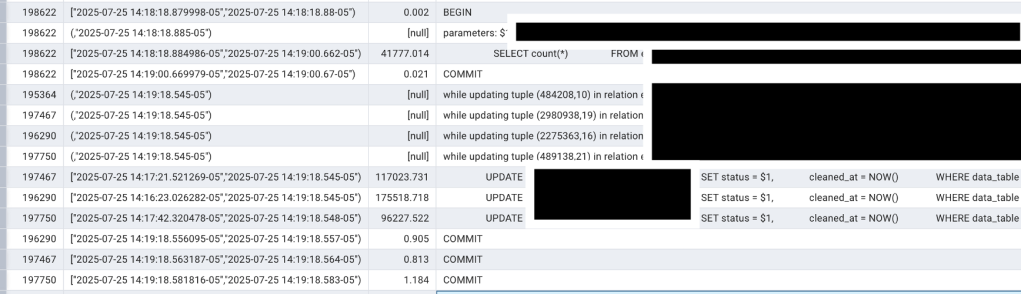 198622 ["2025-07-25 14:18:18.879998-05","2025-07-25 14:18:18.88-05") 0.002 BEGIN
198622 (,"2025-07-25 14:18:18.885-05") [null] parameters: $
198622 ["2025-07-25 14:18:18.884986-05","2025-07-25 14:19:00.662-05") 41777.014 SELECT count(*) FROM
198622 ["2025-07-25 14:19:00.669979-05","2025-07-25 14:19:00.67-05") 0.021 COMMIT
195364 (,"2025-07-25 14:19:18.545-05") [null] while updating tuple (484208,10) in relation
197467 (,"2025-07-25 14:19:18.545-05") [null] while updating tuple (2980938,19) in relation
196290 (,"2025-07-25 14:19:18.545-05") [null] while updating tuple (2275363,16) in relation
197750 (,"2025-07-25 14:19:18.545-05") [null] while updating tuple (489138,21) in relation
197467 ["2025-07-25 14:17:21.521269-05","2025-07-25 14:19:18.545-05") 117023.731 UPDATE SET status = $1, cleaned_at = NOW() WHERE data_table
196290 ["2025-07-25 14:16:23.026282-05","2025-07-25 14:19:18.545-05") 175518.718 UPDATE SET status = $1, cleaned_at = NOW() WHERE data_table
197750 ["2025-07-25 14:17:42.320478-05","2025-07-25 14:19:18.548-05") 96227.522 UPDATE SET status = $1, cleaned_at = NOW() WHERE data_table
196290 ["2025-07-25 14:19:18.556095-05","2025-07-25 14:19:18.557-05") 0.905 COMMIT
197467 ["2025-07-25 14:19:18.563187-05","2025-07-25 14:19:18.564-05") 0.813 COMMIT
197750 ["2025-07-25 14:19:18.581816-05","2025-07-25 14:19:18.583-05") 1.184 COMMIT